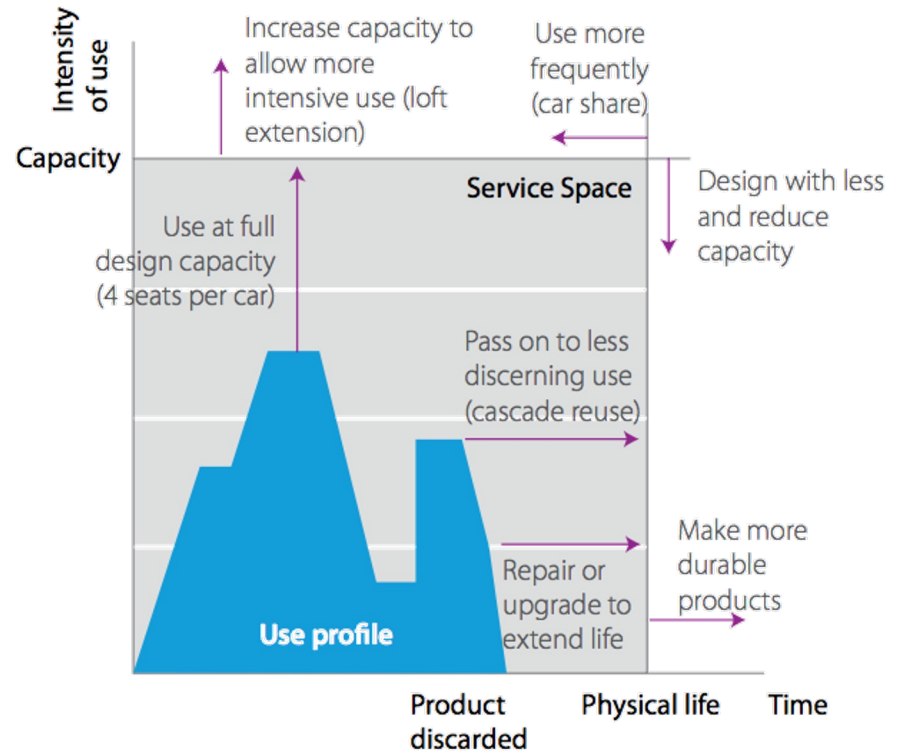 Intensity
of use
Increase capacity to
allow more
intensive use (loft
extension)
Use more
frequently
(car share)
Capacity
Service Space
Design with less
and reduce
capacity
Use at full
design capacity
(4 seats per car)
Pass on to less
discerning use
(cascade reuse)
Make more
durable
products
Repair or
upgrade to
extend life
Use profile
Product
discarded
Physical life
Time